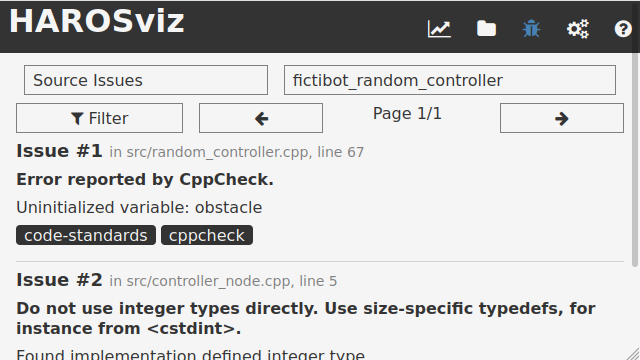 HAROSviz
Source Issues
fictibot_random_controller
Filter
Page 1/1
Issue #1 in src/random_controller.cpp, line 67
Error reported by CppCheck.
Uninitialized variable: obstacle
code-standards cppcheck
Issue #2 in src/controller_node.cpp, line 5
Do not use integer types directly. Use size-specific typedefs, for
instance from <cstdint>.
Found implementation defined integer type